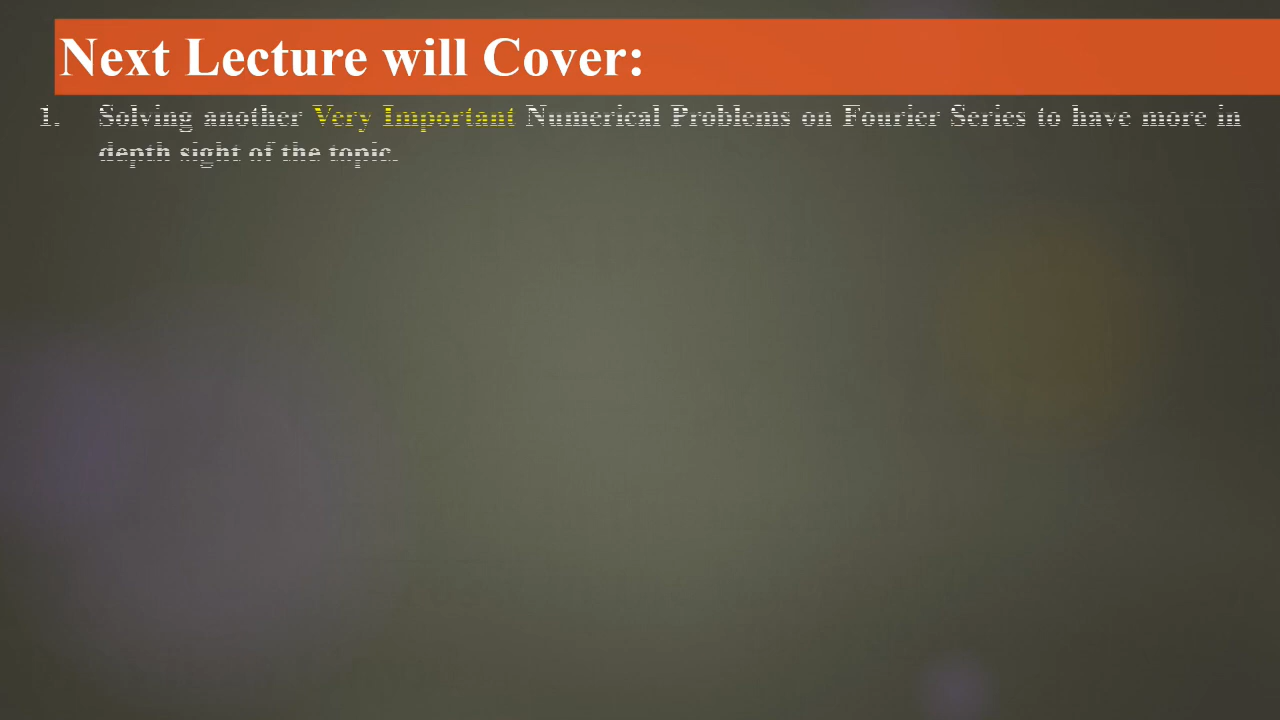 Next Lecture will Cover:
1. Solving another Very Important Numerical Problems on Fourier Series to have more in
depth sight of the topic.